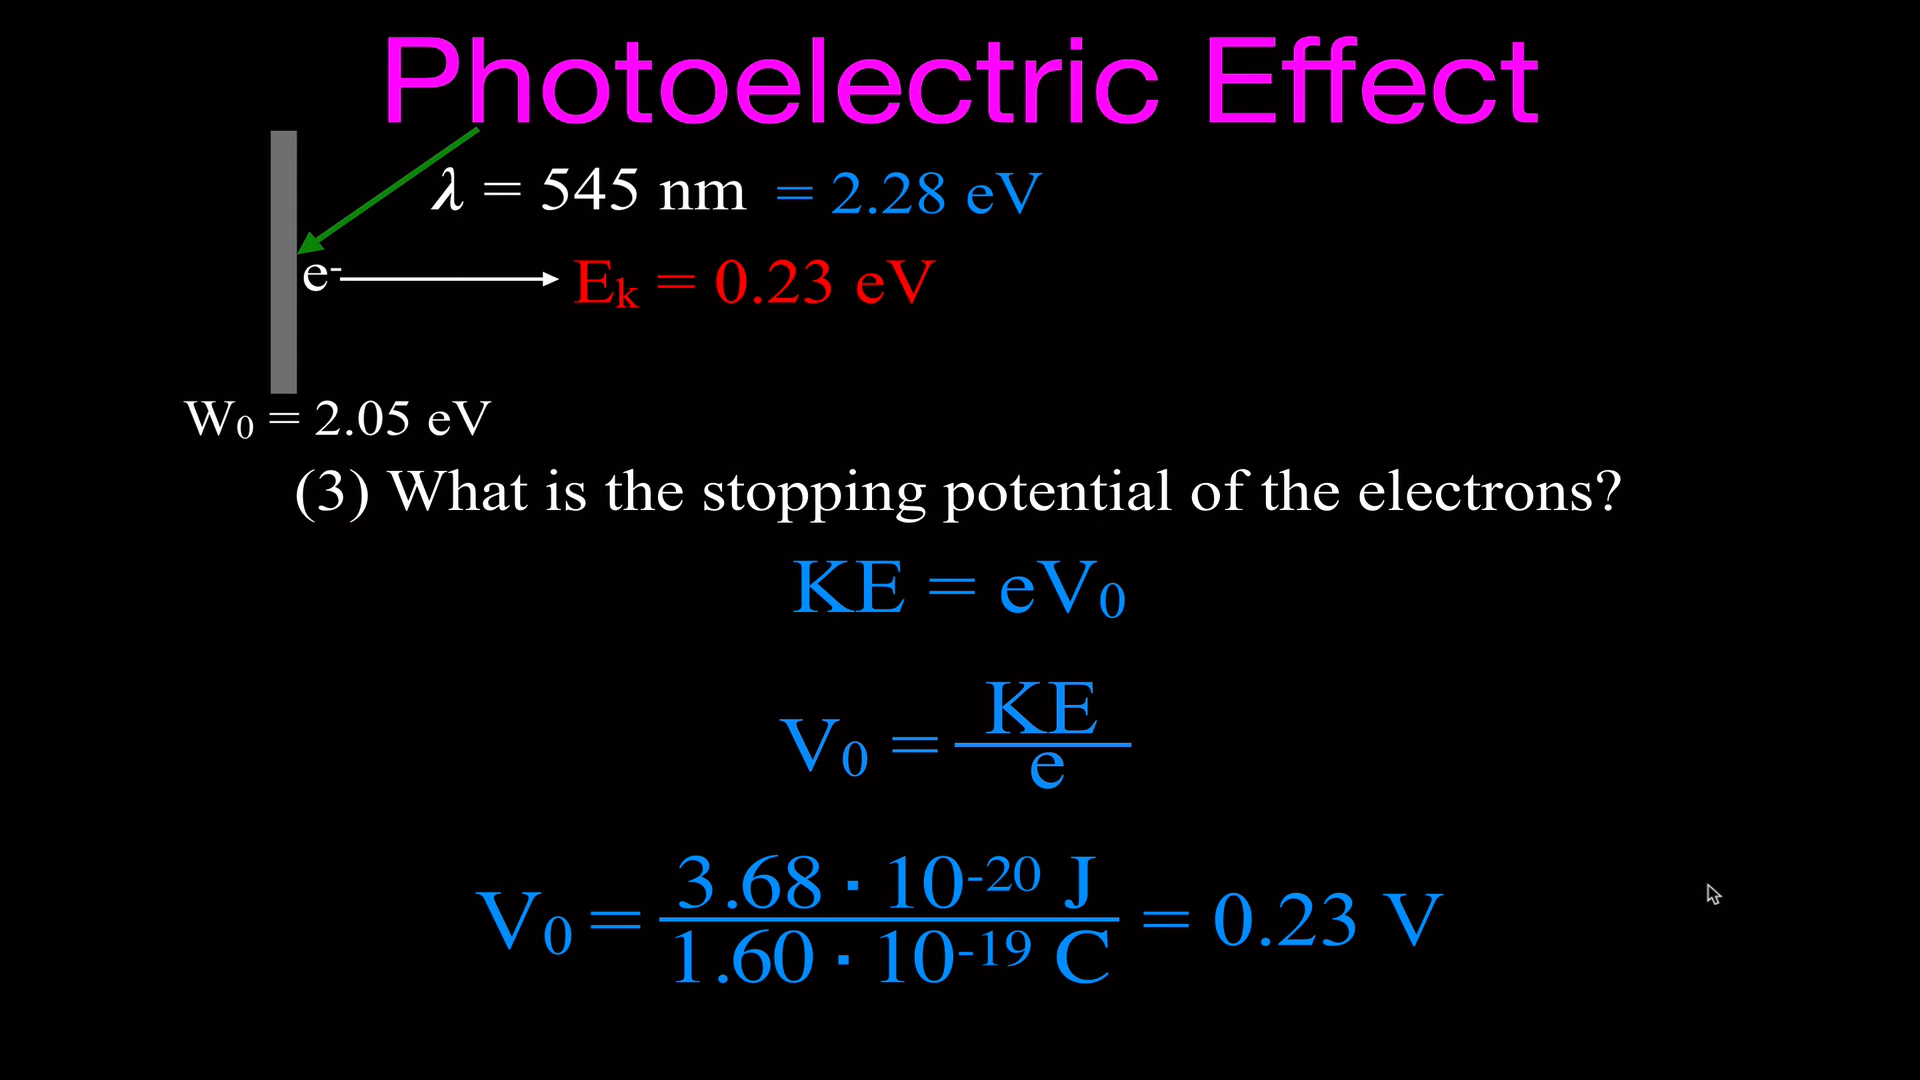 Photoelectric Effect
λ = 545 nm = 2.28 eV
e⁻ Eₖ = 0.23 eV
W₀ = 2.05 eV
(3) What is the stopping potential of the electrons?
KE = eV₀
V₀ = KE / e
V₀ = 3.68 · 10⁻²⁰ J / 1.60 · 10⁻¹⁹ C = 0.23 V